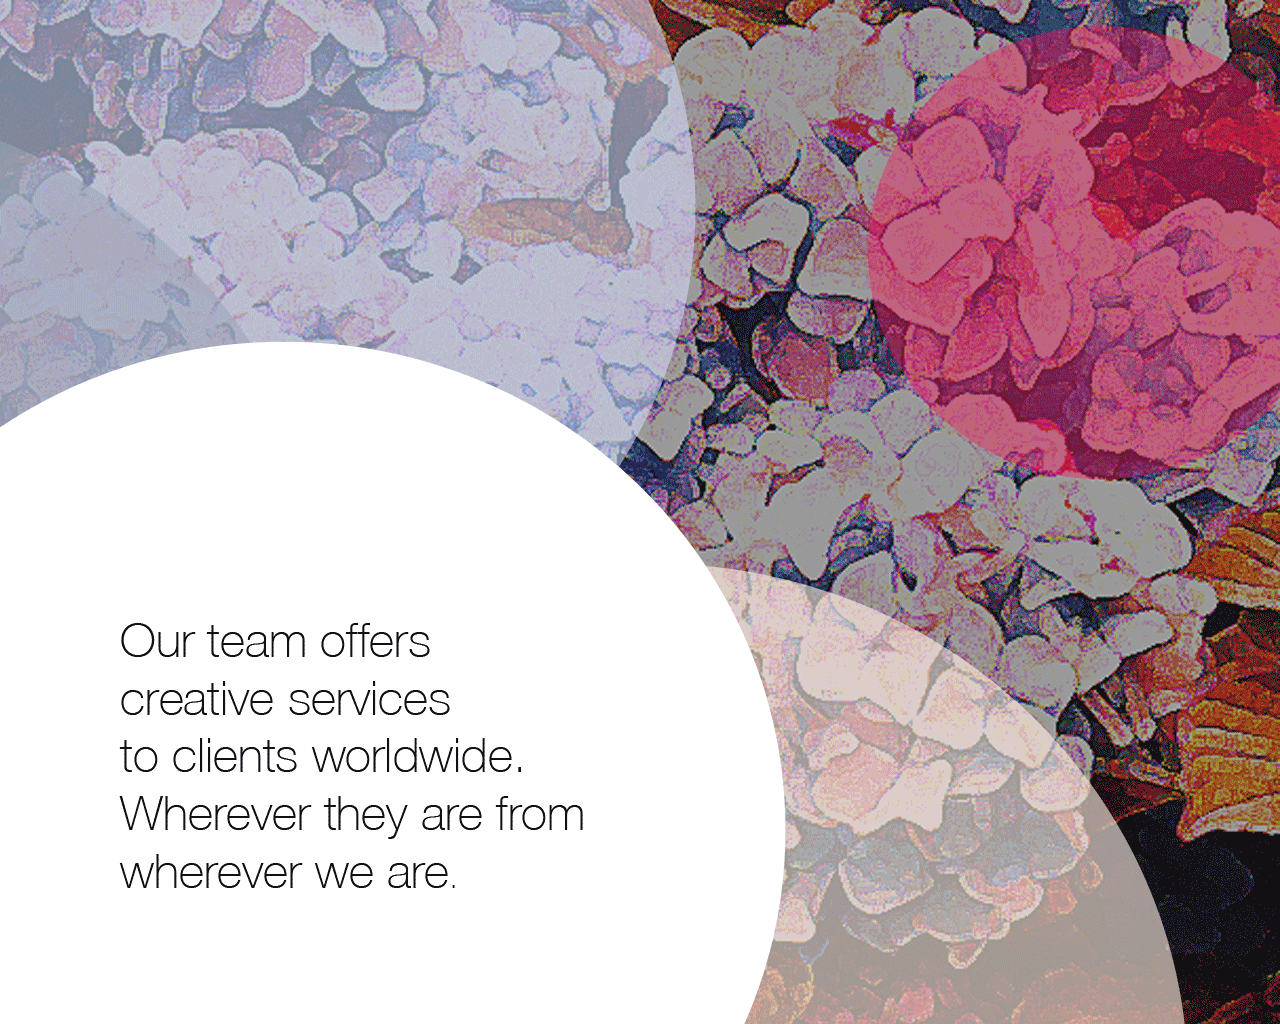 Our team offers
creative services
to clients worldwide.
Wherever they are from
wherever we are.